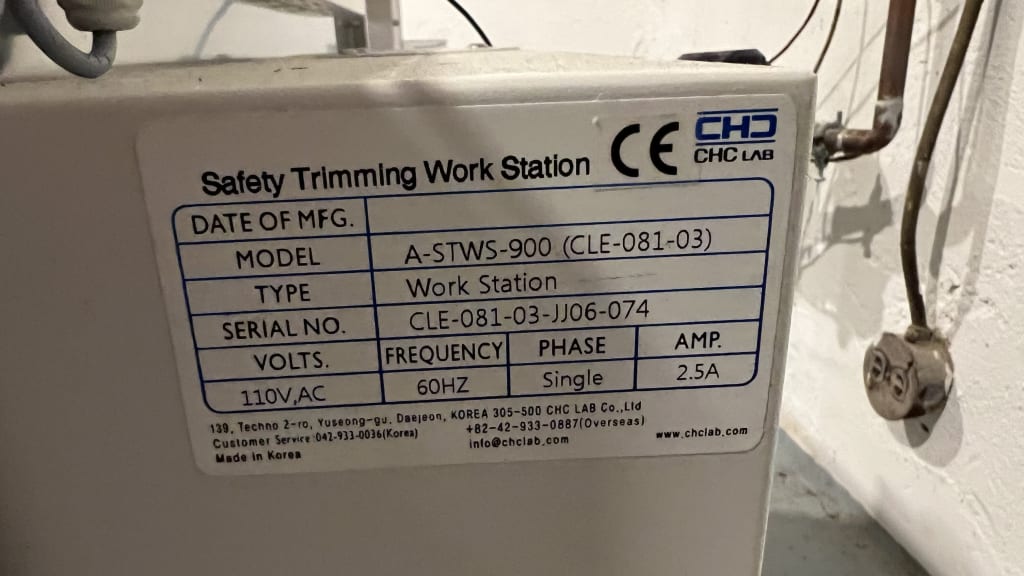 Safety Trimming Work Station CE CHC
CHC LAB
DATE OF MFG.
MODEL A-STWS-900 (CLE-081-03)
TYPE Work Station
SERIAL NO. CLE-081-03-JJ06-074
VOLTS. FREQUENCY PHASE AMP.
110V,AC 60HZ Single 2.5A
139, Techno 2-ro, Yuseong-gu, Daejeon, KOREA 305-500 CHC LAB Co.,Ltd
Customer Service:042-933-0036(Korea) +82-42-933-0887(Overseas)
Made in Korea info@chclab.com www.chclab.com